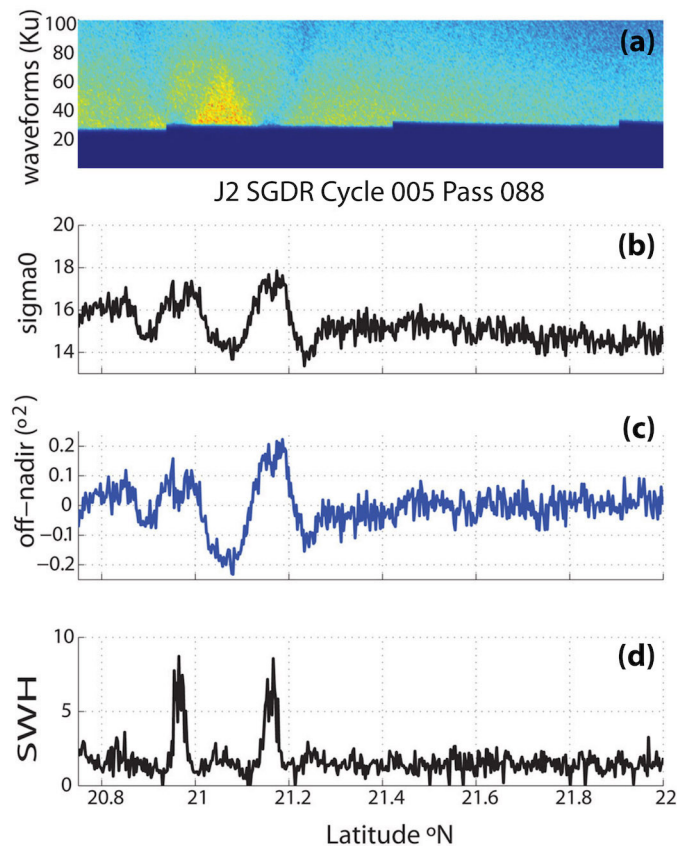 waveforms (Ku)
100
80
60
40
20
(a)
J2 SGDR Cycle 005 Pass 088
sigma0
20
18
16
14
(b)
off−nadir (º²)
0.2
0.1
0
−0.1
−0.2
(c)
SWH
10
5
0
(d)
20.8 21 21.2 21.4 21.6 21.8 22
Latitude ºN